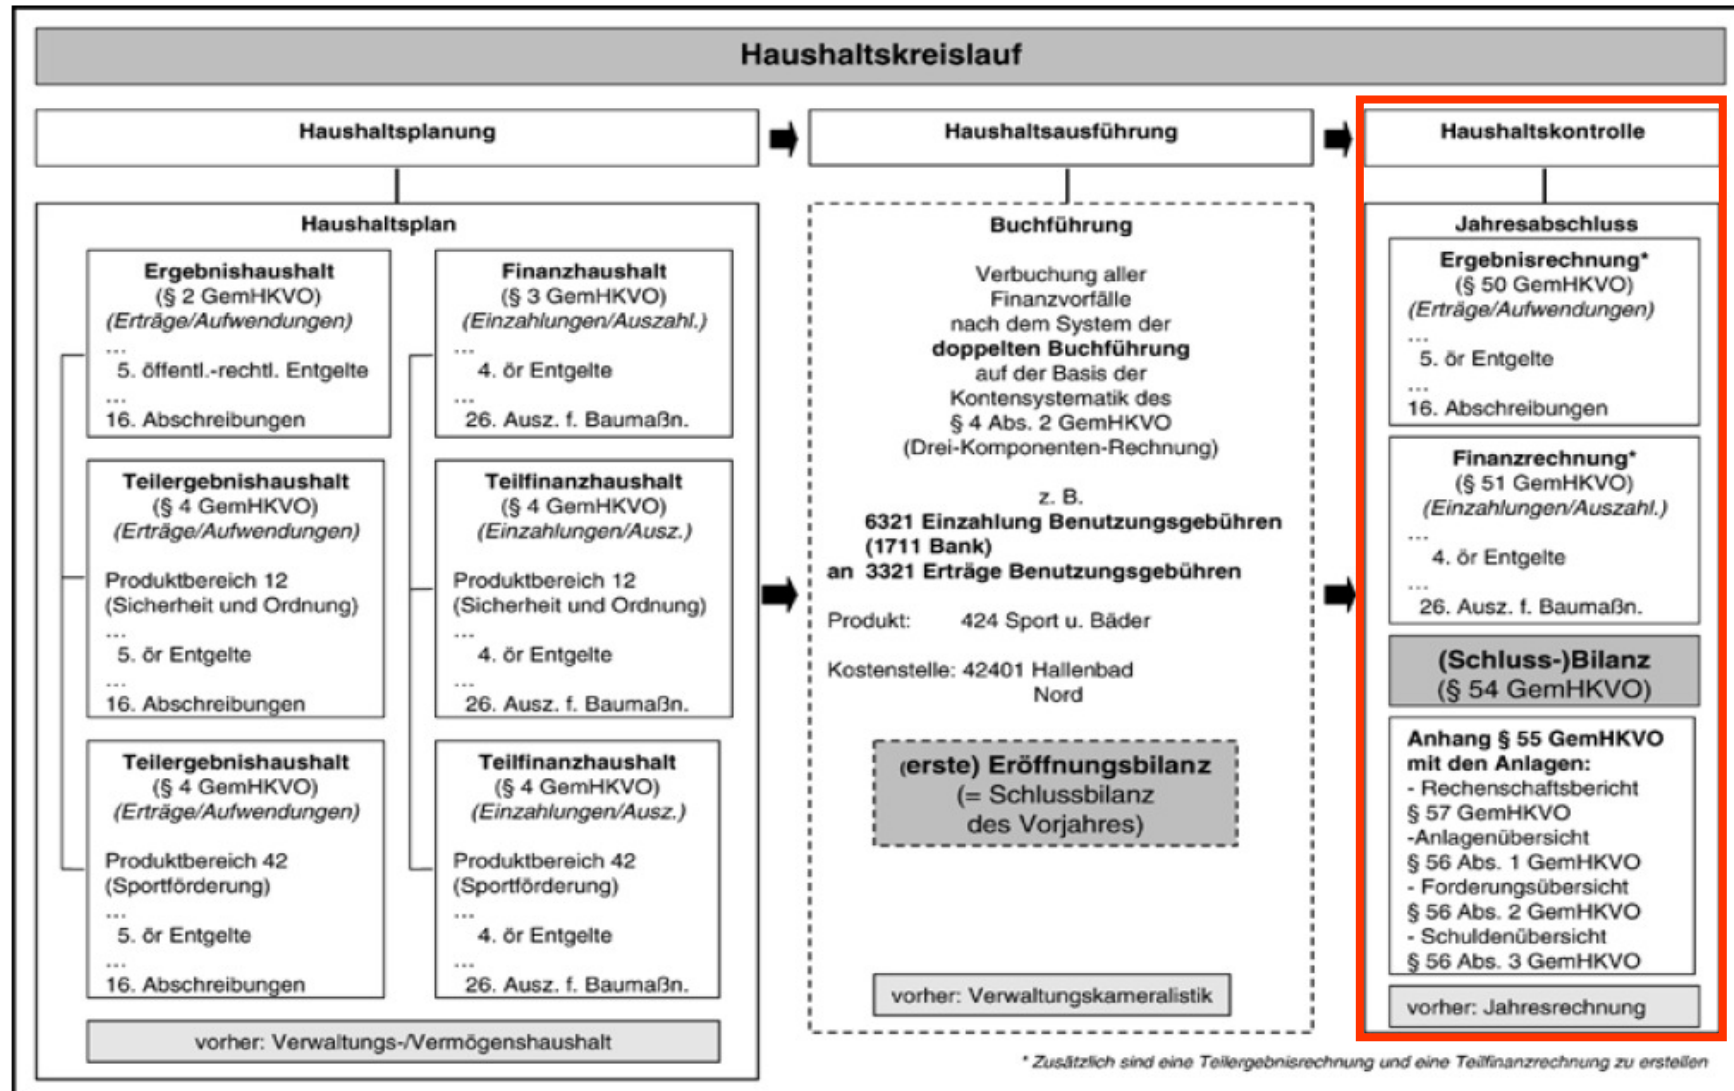 Haushaltskreislauf
Haushaltsplanung
Haushaltsplan
Ergebnishaushalt
(§ 2 GemHKVO)
(Erträge/Aufwendungen)
...
5. öffentl.-rechtl. Entgelte
...
16. Abschreibungen
Finanzhaushalt
(§ 3 GemHKVO)
(Einzahlungen/Auszahl.)
...
4. ör Entgelte
...
26. Ausz. f. Baumaßn.
Teilergebnishaushalt
(§ 4 GemHKVO)
(Erträge/Aufwendungen)
Produktbereich 12
(Sicherheit und Ordnung)
...
5. ör Entgelte
...
16. Abschreibungen
Teilfinanzhaushalt
(§ 4 GemHKVO)
(Einzahlungen/Ausz.)
Produktbereich 12
(Sicherheit und Ordnung)
...
4. ör Entgelte
...
26. Ausz. f. Baumaßn.
Teilergebnishaushalt
(§ 4 GemHKVO)
(Erträge/Aufwendungen)
Produktbereich 42
(Sportförderung)
...
5. ör Entgelte
...
16. Abschreibungen
Teilfinanzhaushalt
(§ 4 GemHKVO)
(Einzahlungen/Ausz.)
Produktbereich 42
(Sportförderung)
...
4. ör Entgelte
...
26. Ausz. f. Baumaßn.
vorher: Verwaltungs-/Vermögenshaushalt
Haushaltsausführung
Buchführung
Verbuchung aller
Finanzvorfälle
nach dem System der
doppelten Buchführung
auf der Basis der
Kontensystematik des
§ 4 Abs. 2 GemHKVO
(Drei-Komponenten-Rechnung)
z. B.
6321 Einzahlung Benutzungsgebühren
(1711 Bank)
an 3321 Erträge Benutzungsgebühren
Produkt: 424 Sport u. Bäder
Kostenstelle: 42401 Hallenbad
Nord
(erste) Eröffnungsbilanz
(= Schlussbilanz
des Vorjahres)
vorher: Verwaltungskameralistik
Haushaltskontrolle
Jahresabschluss
Ergebnisrechnung*
(§ 50 GemHKVO)
(Erträge/Aufwendungen)
...
5. ör Entgelte
...
16. Abschreibungen
Finanzrechnung*
(§ 51 GemHKVO)
(Einzahlungen/Auszahl.)
...
4. ör Entgelte
...
26. Ausz. f. Baumaßn.
(Schluss-)Bilanz
(§ 54 GemHKVO)
Anhang § 55 GemHKVO
mit den Anlagen:
- Rechenschaftsbericht
§ 57 GemHKVO
-Anlagenübersicht
§ 56 Abs. 1 GemHKVO
- Forderungsübersicht
§ 56 Abs. 2 GemHKVO
- Schuldenübersicht
§ 56 Abs. 3 GemHKVO
vorher: Jahresrechnung
* Zusätzlich sind eine Teilergebnisrechnung und eine Teilfinanzrechnung zu erstellen